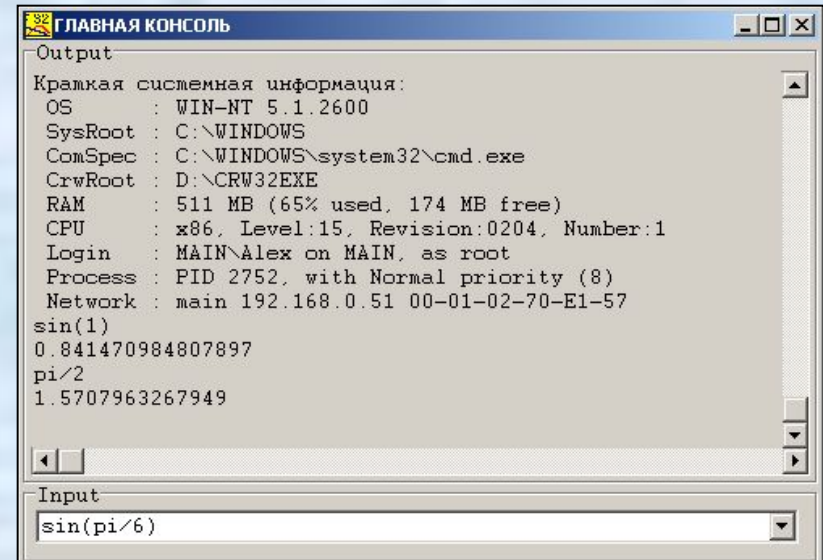 32
ГЛАВНАЯ КОНСОЛЬ
Output
Краткая системная информация:
OS : WIN-NT 5.1.2600
SysRoot : C:\WINDOWS
ComSpec : C:\WINDOWS\system32\cmd.exe
CrwRoot : D:\CRW32EXE
RAM : 511 MB (65% used, 174 MB free)
CPU : x86, Level:15, Revision:0204, Number:1
Login : MAIN\Alex on MAIN, as root
Process : PID 2752, with Normal priority (8)
Network : main 192.168.0.51 00-01-02-70-E1-57
sin(1)
0.841470984807897
pi/2
1.5707963267949
Input
sin(pi/6)